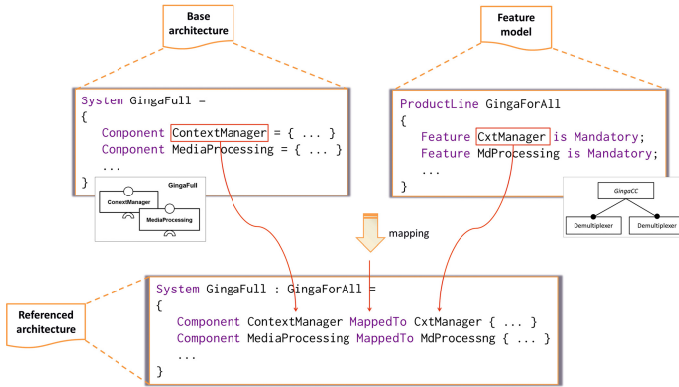 Base
architecture
Feature
model
System GingaFull =
{
Component ContextManager = { ... }
Component MediaProcessing = { ... }
...
}
GingaFull
ConextManager
MediaProcessing
ProductLine GingaForAll
{
Feature CxtManager is Mandatory;
Feature MdProcessing is Mandatory;
...
}
GingaCC
Demultiplexer
Demultiplexer
mapping
Referenced
architecture
System GingaFull : GingaForAll =
{
Component ContextManager MappedTo CxtManager { ... }
Component MediaProcessing MappedTo MdProcessng { ... }
...
}